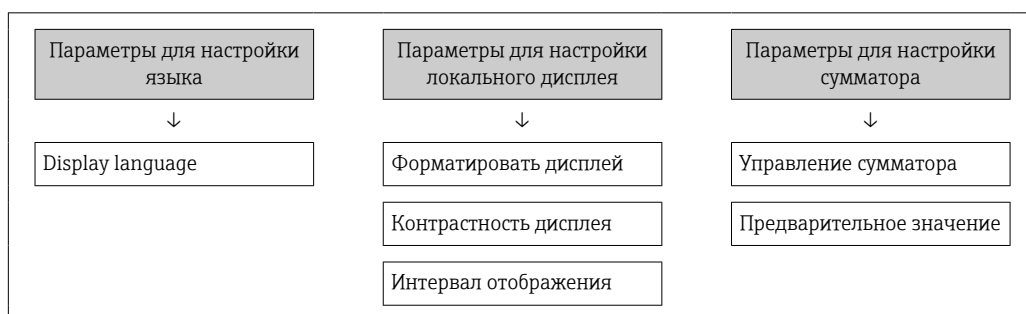 Параметры для настройки
языка
↓
Display language
Параметры для настройки
локального дисплея
↓
Форматировать дисплей
Контрастность дисплея
Интервал отображения
Параметры для настройки
сумматора
↓
Управление сумматора
Предварительное значение